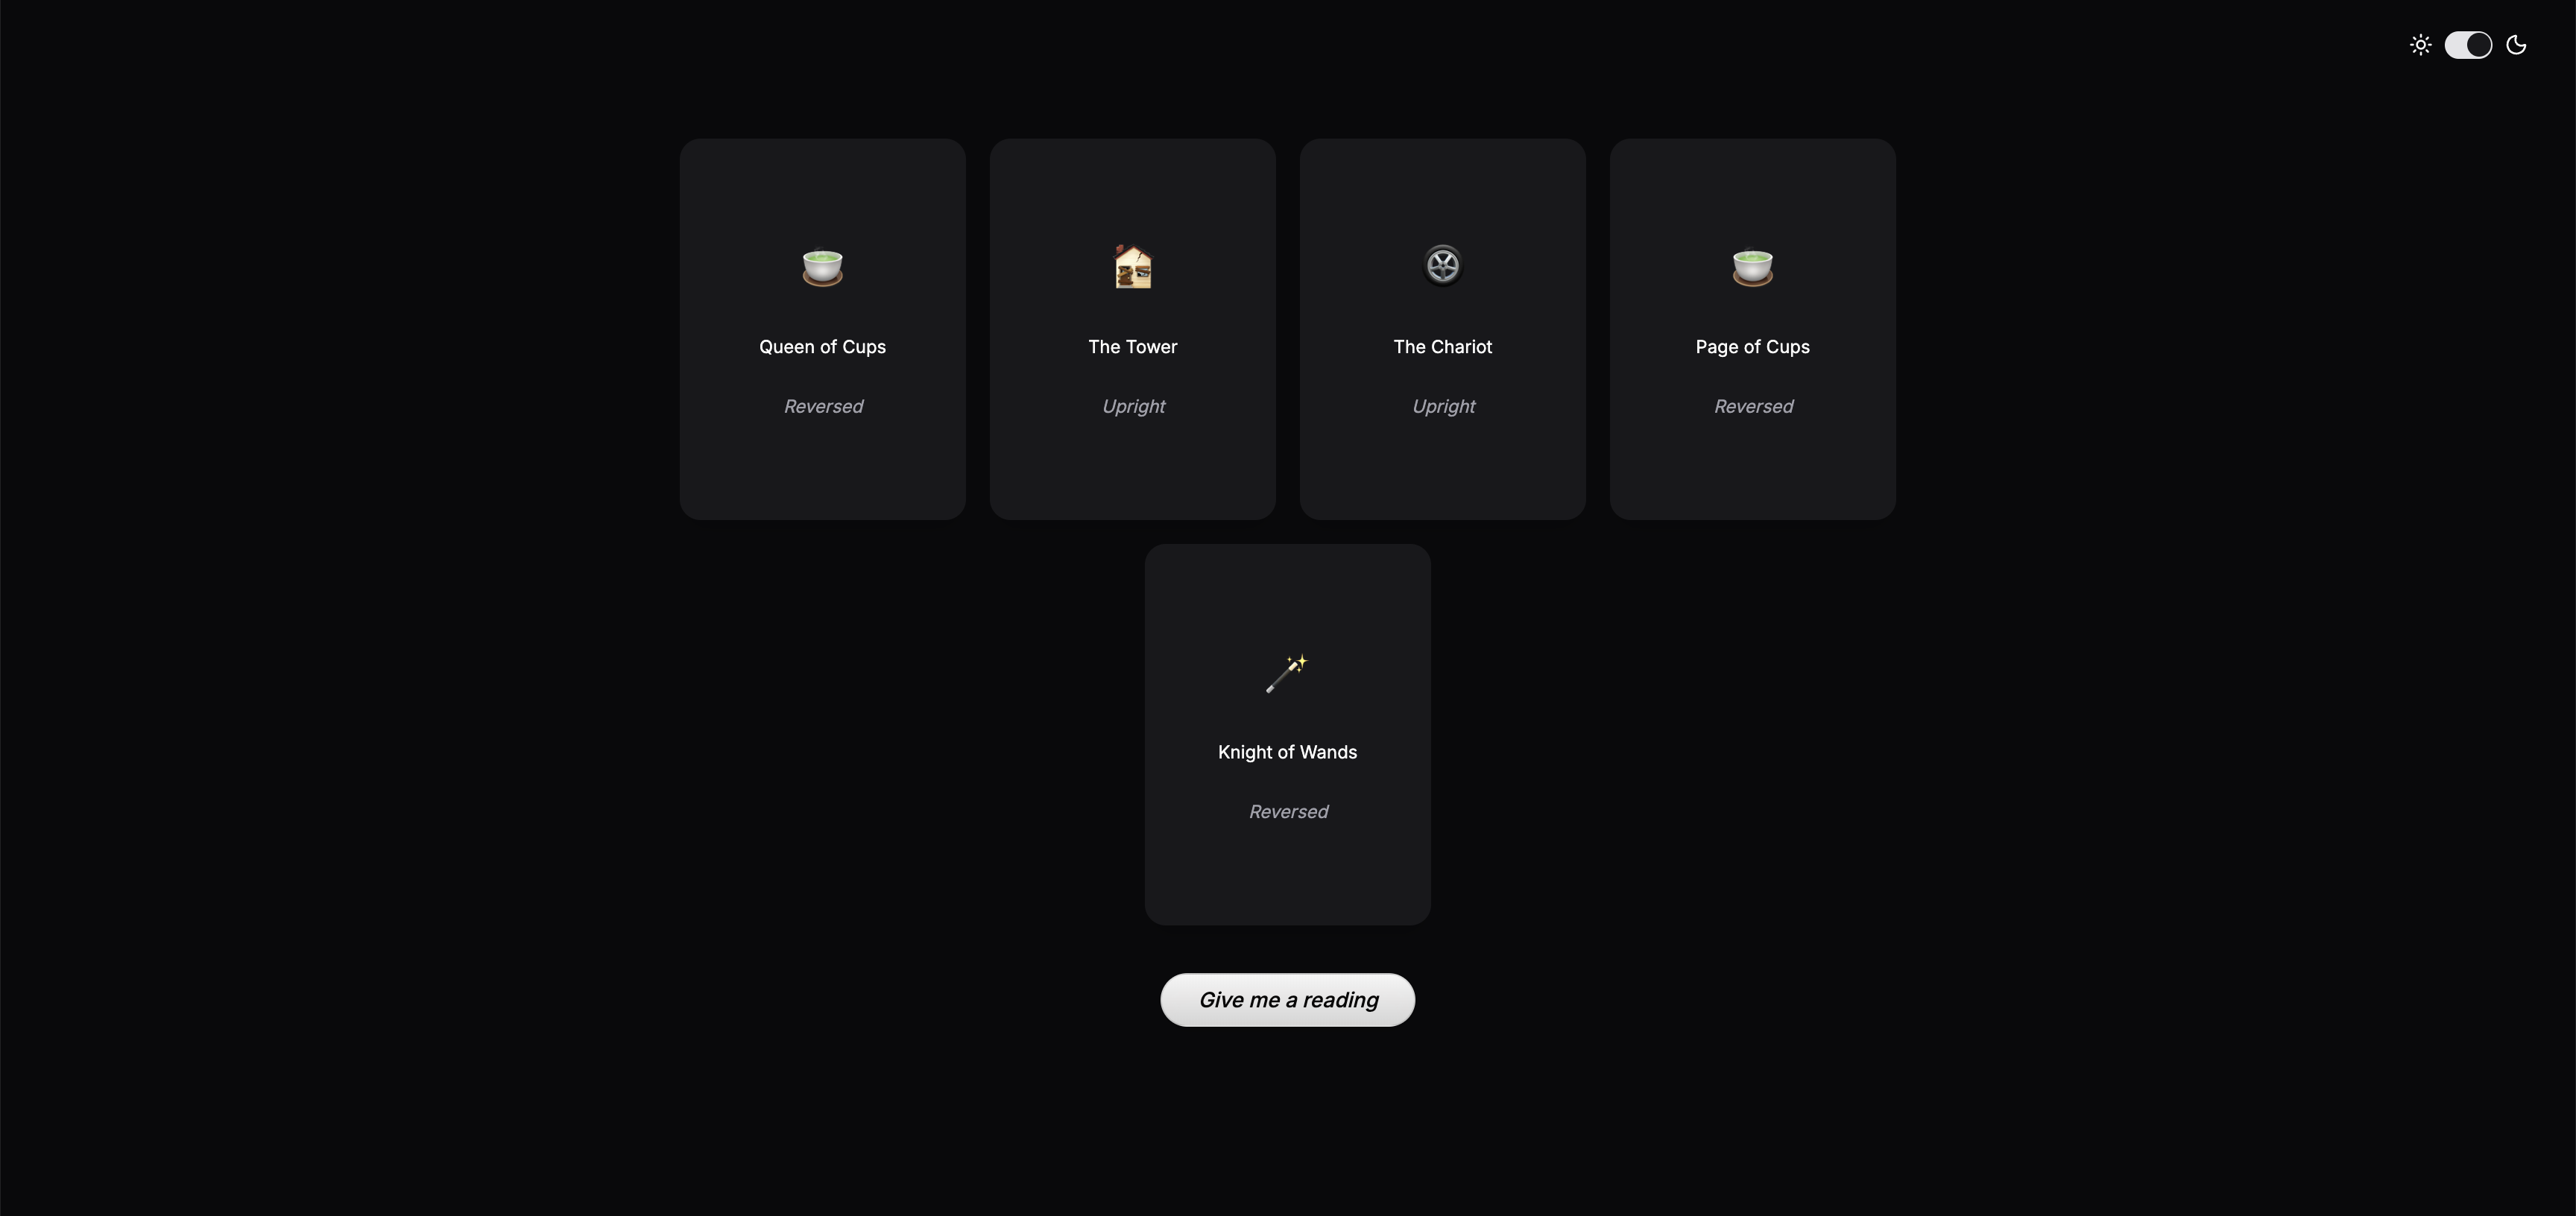 Queen of Cups
Reversed
The Tower
Upright
The Chariot
Upright
Page of Cups
Reversed
Knight of Wands
Reversed
Give me a reading